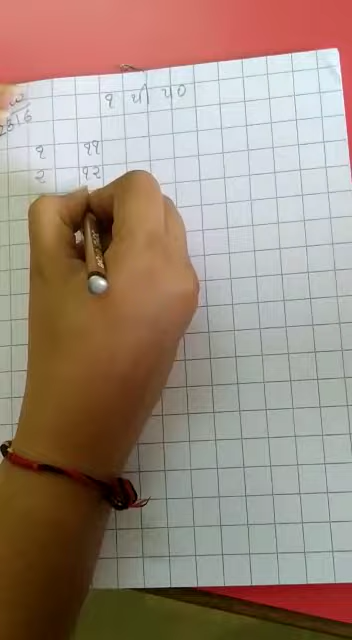 ૧ થી ૫૦
૧ ૧૧
૨ ૧૨